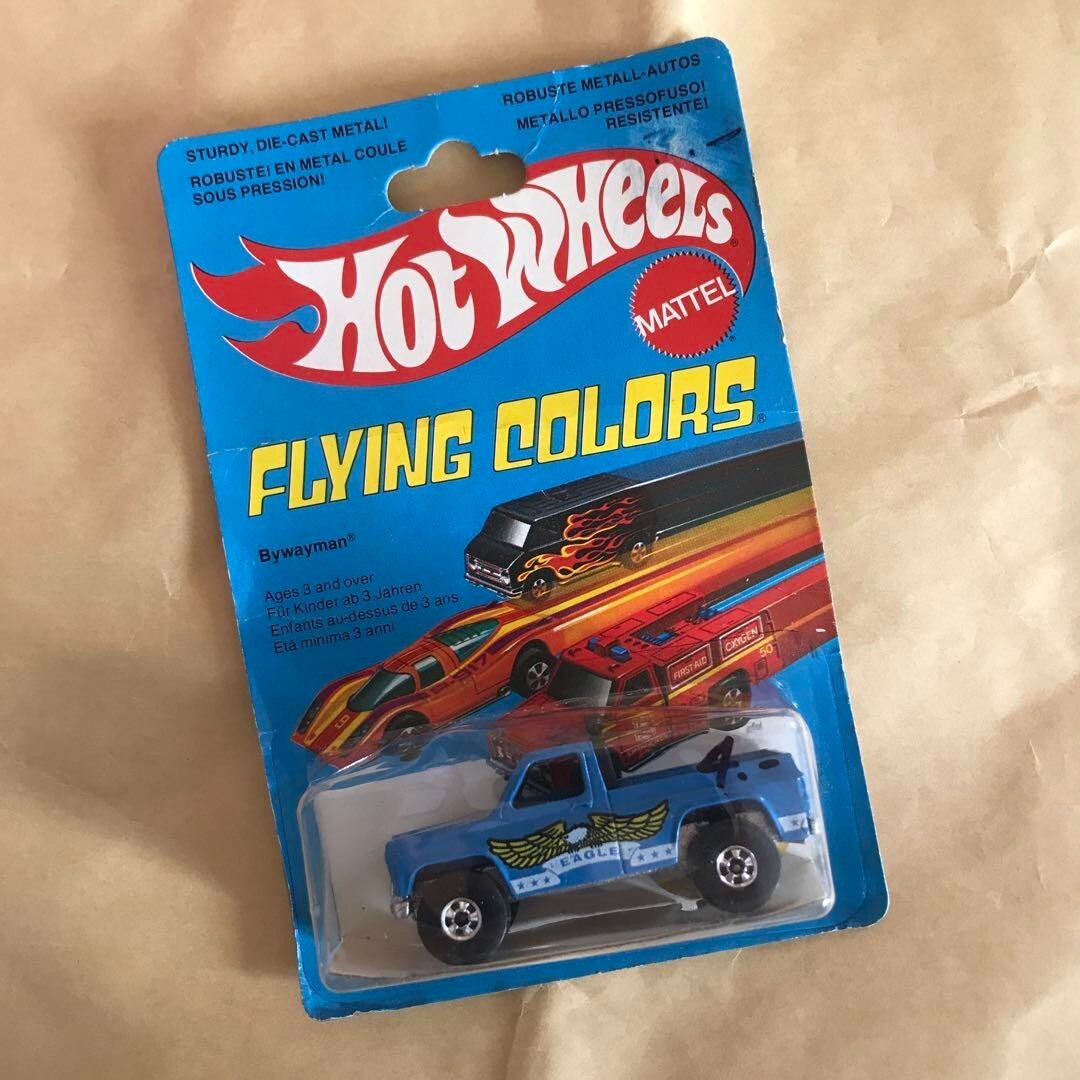 STURDY, DIE-CAST METAL!
ROBUSTE! EN METAL COULE
SOUS PRESSION!
ROBUSTE METALL-AUTOS
METALLO PRESSOFUSO!
RESISTENTE!
HOT WHEELS®
MATTEL®
FLYING COLORS®
Bywayman®
Ages 3 and over
Für Kinder ab 3 Jahren
Enfants au-dessus de 3 ans.
Età minima 3 anni
FIRST AID
OXYGEN
50
EAGLE